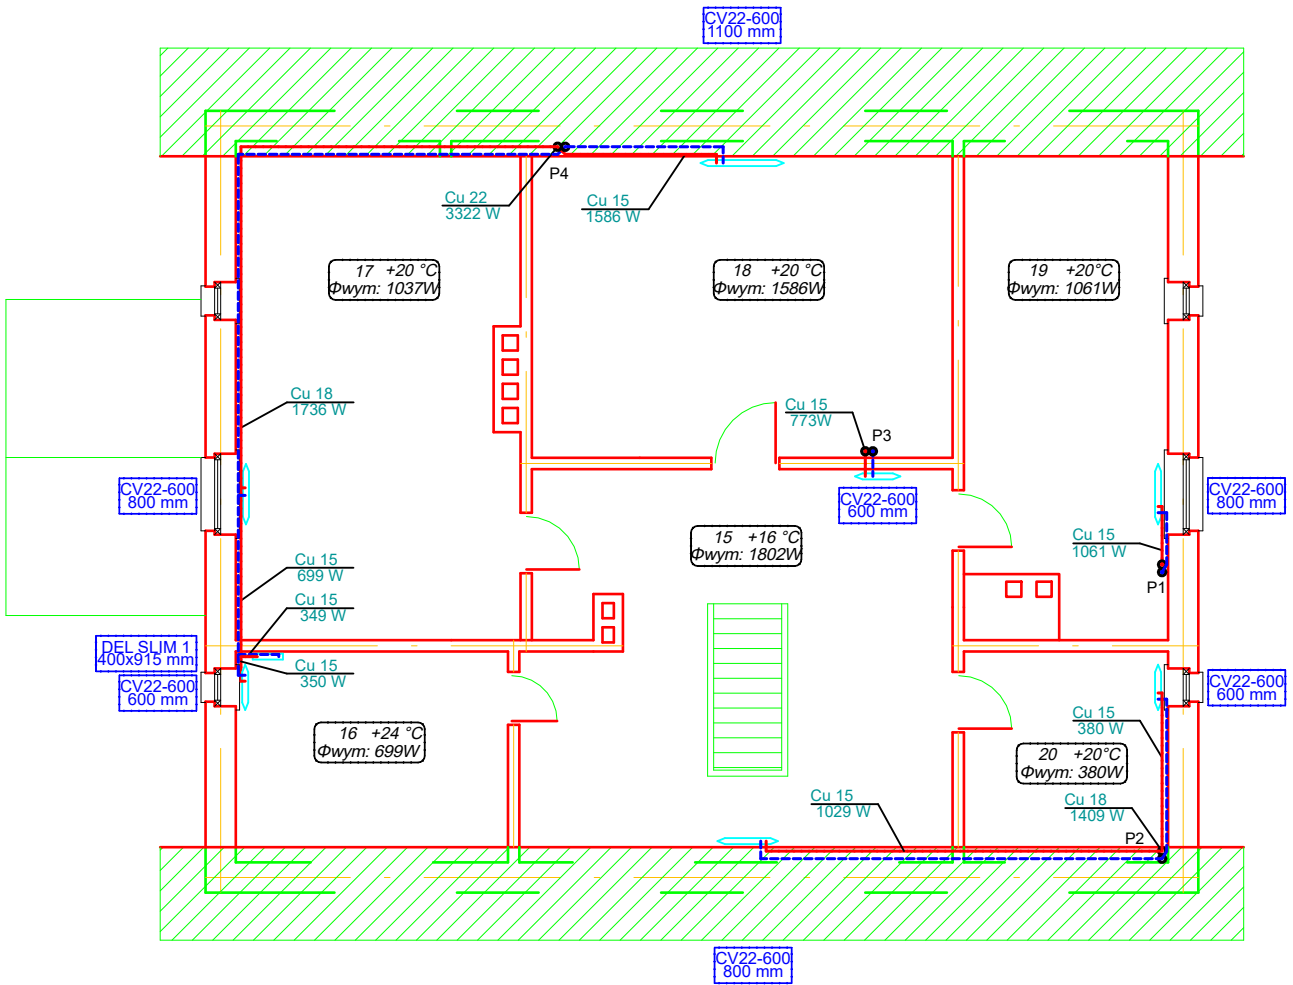 CV22-600
1100 mm
P4
Cu 22
3322 W
Cu 15
1586 W
17 +20 °C
Φwym: 1037W
18 +20 °C
Φwym: 1586W
19 +20°C
Φwym: 1061W
Cu 18
1736 W
Cu 15
773W
P3
CV22-600
800 mm
CV22-600
600 mm
CV22-600
800 mm
15 +16 °C
Φwym: 1802W
Cu 15
1061 W
P1
Cu 15
699 W
Cu 15
349 W
DEL SLIM 1
400x915 mm
Cu 15
350 W
CV22-600
600 mm
CV22-600
600 mm
16 +24 °C
Φwym: 699W
Cu 15
380 W
20 +20°C
Φwym: 380W
Cu 15
1029 W
Cu 18
1409 W
P2
CV22-600
800 mm